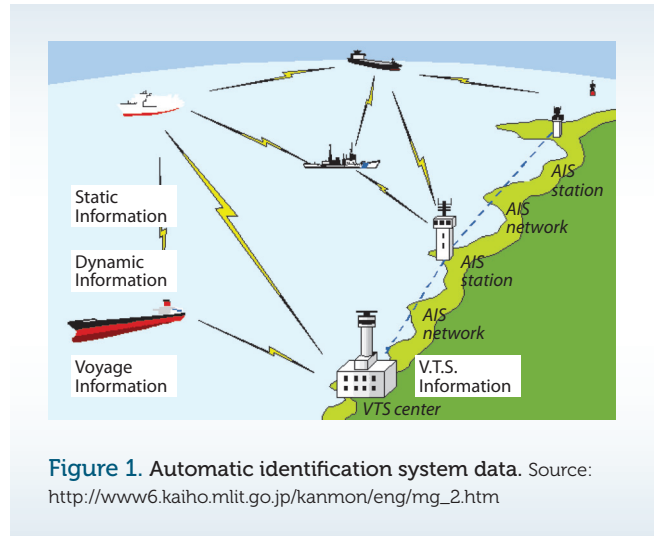 Static
Information
Dynamic
Information
Voyage
Information
AIS
station
AIS
network
AIS
station
AIS
network
V.T.S.
Information
VTS center
Figure 1. Automatic identification system data. Source:
http://www6.kaiho.mlit.go.jp/kanmon/eng/mg_2.htm